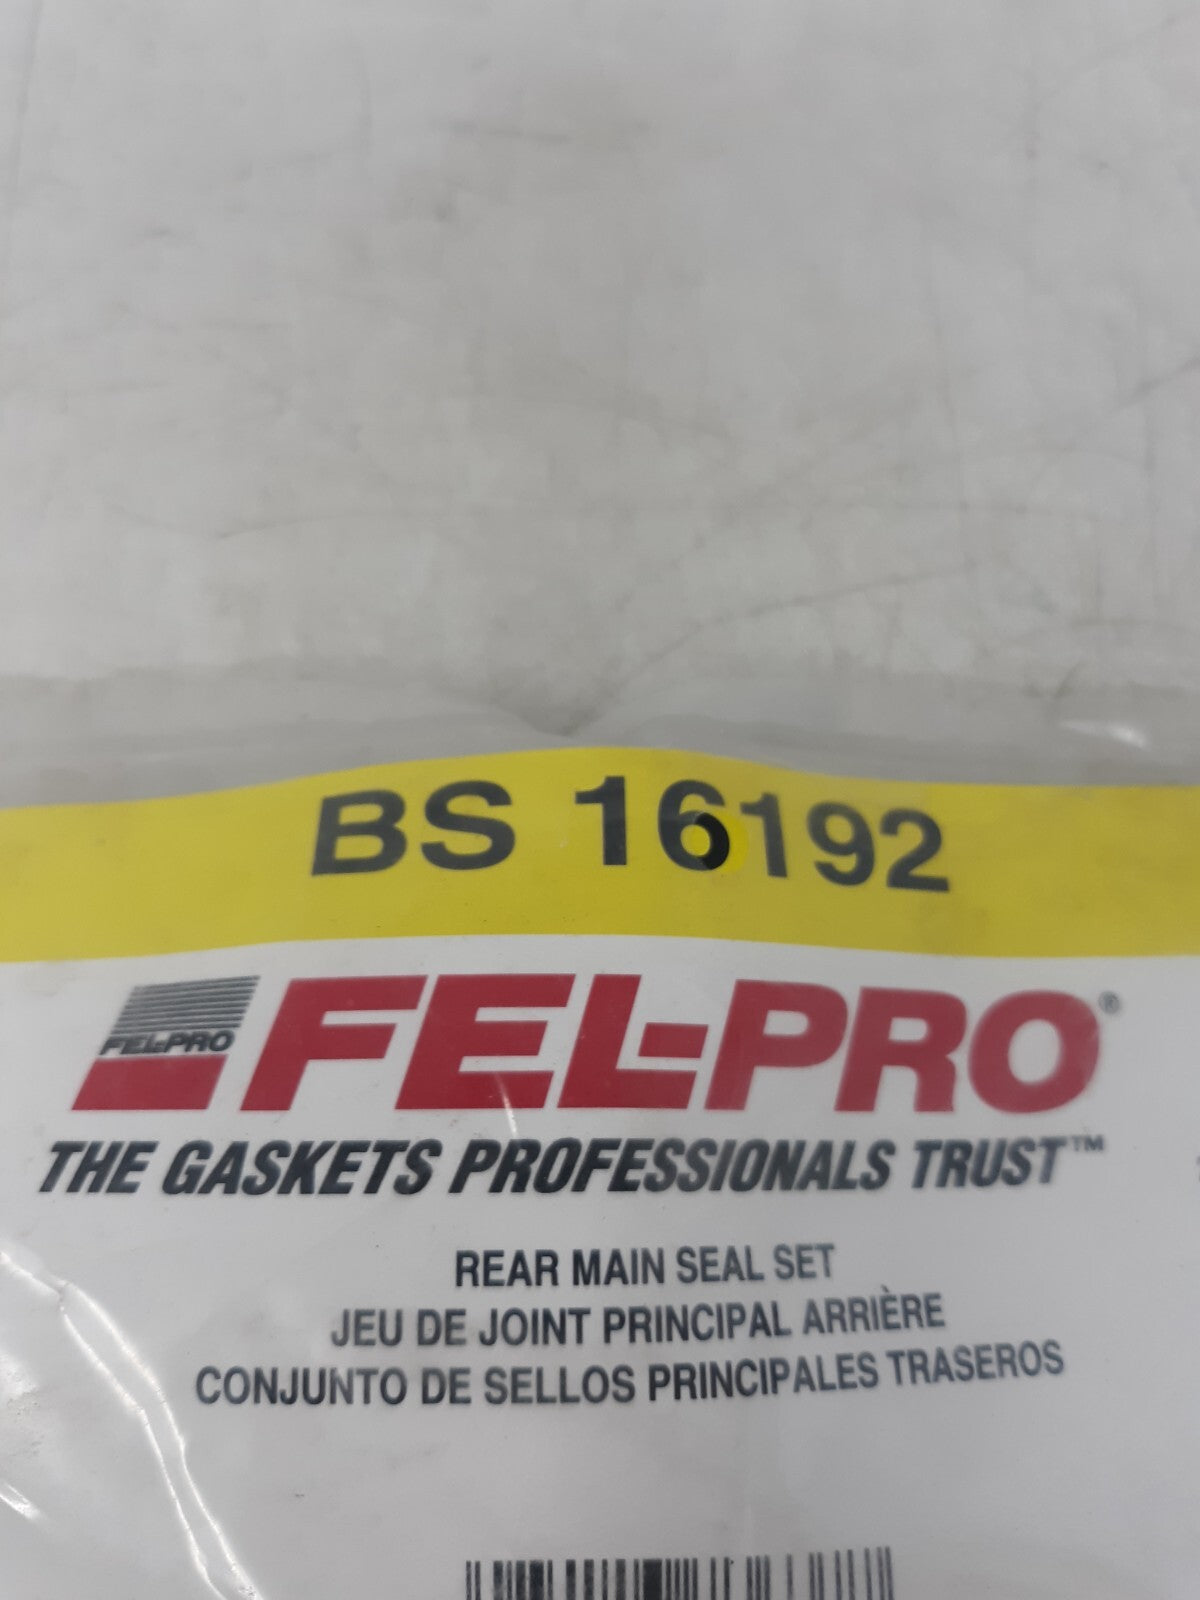 BS 16192
FEL-PRO
FEL-PRO®
THE GASKETS PROFESSIONALS TRUST™
REAR MAIN SEAL SET
JEU DE JOINT PRINCIPAL ARRIÈRE
CONJUNTO DE SELLOS PRINCIPALES TRASEROS